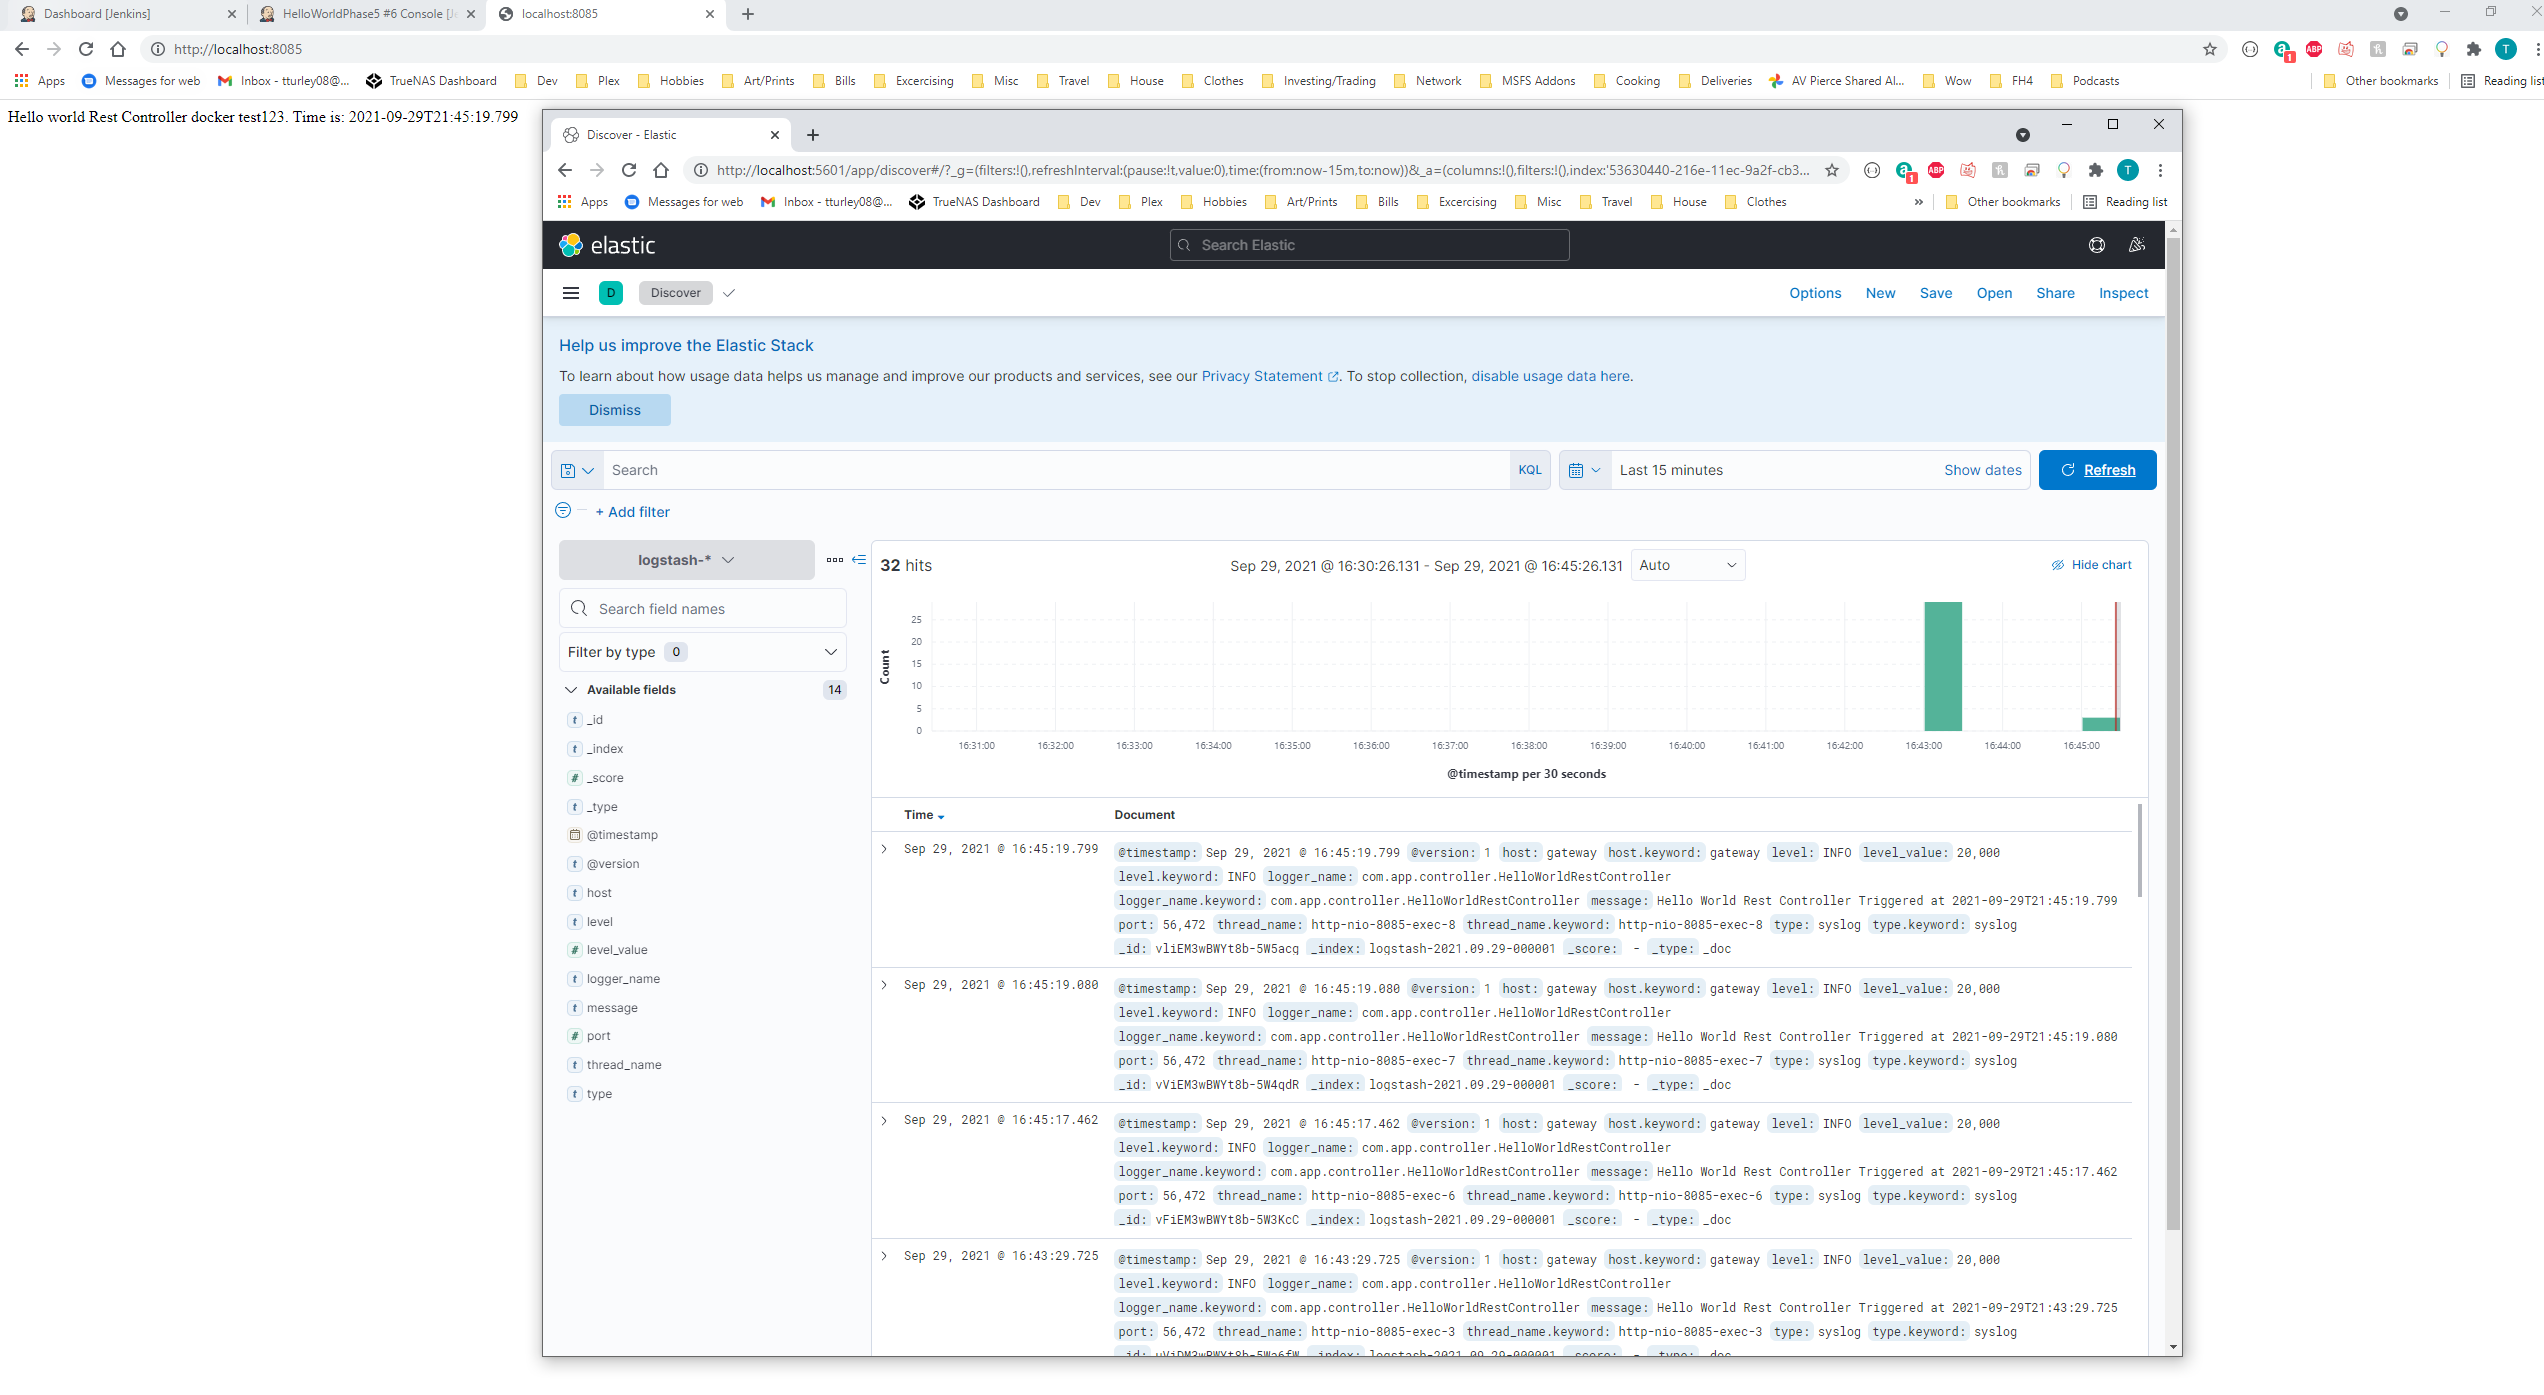 Dashboard [Jenkins]
HelloWorldPhase5 #6 Console [Je
localhost:8085
http://localhost:8085
Apps Messages for web Inbox - tturley08@... TrueNAS Dashboard Dev Plex Hobbies Art/Prints Bills Excercising Misc Travel House Clothes Investing/Trading Network MSFS Addons Cooking Deliveries AV Pierce Shared Al... Wow FH4 Podcasts Other bookmarks Reading list
Hello world Rest Controller docker test123. Time is: 2021-09-29T21:45:19.799
Discover - Elastic
http://localhost:5601/app/discover#/?_g=(filters:!(),refreshInterval:(pause:!t,value:0),time:(from:now-15m,to:now))&_a=(columns:!(),filters:!(),index:'53630440-216e-11ec-9a2f-cb3...
Apps Messages for web Inbox - tturley08@... TrueNAS Dashboard Dev Plex Hobbies Art/Prints Bills Excercising Misc Travel House Clothes » Other bookmarks Reading list
elastic
Search Elastic
D Discover
Options New Save Open Share Inspect
Help us improve the Elastic Stack
To learn about how usage data helps us manage and improve our products and services, see our Privacy Statement . To stop collection, disable usage data here.
Dismiss
Search KQL
Last 15 minutes Show dates Refresh
+ Add filter
logstash-*
Search field names
Filter by type 0
Available fields 14
t _id
t _index
# _score
t _type
@timestamp
t @version
t host
t level
# level_value
t logger_name
t message
# port
t thread_name
t type
32 hits
Sep 29, 2021 @ 16:30:26.131 - Sep 29, 2021 @ 16:45:26.131 Auto
Hide chart
Count
25
20
15
10
5
0
16:31:00 16:32:00 16:33:00 16:34:00 16:35:00 16:36:00 16:37:00 16:38:00 16:39:00 16:40:00 16:41:00 16:42:00 16:43:00 16:44:00 16:45:00
@timestamp per 30 seconds
Time Document
Sep 29, 2021 @ 16:45:19.799 @timestamp: Sep 29, 2021 @ 16:45:19.799 @version: 1 host: gateway host.keyword: gateway level: INFO level_value: 20,000
level.keyword: INFO logger_name: com.app.controller.HelloWorldRestController
logger_name.keyword: com.app.controller.HelloWorldRestController message: Hello World Rest Controller Triggered at 2021-09-29T21:45:19.799
port: 56,472 thread_name: http-nio-8085-exec-8 thread_name.keyword: http-nio-8085-exec-8 type: syslog type.keyword: syslog
_id: vliEM3wBWYt8b-5W5acq _index: logstash-2021.09.29-000001 _score: - _type: _doc
Sep 29, 2021 @ 16:45:19.080 @timestamp: Sep 29, 2021 @ 16:45:19.080 @version: 1 host: gateway host.keyword: gateway level: INFO level_value: 20,000
level.keyword: INFO logger_name: com.app.controller.HelloWorldRestController
logger_name.keyword: com.app.controller.HelloWorldRestController message: Hello World Rest Controller Triggered at 2021-09-29T21:45:19.080
port: 56,472 thread_name: http-nio-8085-exec-7 thread_name.keyword: http-nio-8085-exec-7 type: syslog type.keyword: syslog
_id: vViEM3wBWYt8b-5W4qdR _index: logstash-2021.09.29-000001 _score: - _type: _doc
Sep 29, 2021 @ 16:45:17.462 @timestamp: Sep 29, 2021 @ 16:45:17.462 @version: 1 host: gateway host.keyword: gateway level: INFO level_value: 20,000
level.keyword: INFO logger_name: com.app.controller.HelloWorldRestController
logger_name.keyword: com.app.controller.HelloWorldRestController message: Hello World Rest Controller Triggered at 2021-09-29T21:45:17.462
port: 56,472 thread_name: http-nio-8085-exec-6 thread_name.keyword: http-nio-8085-exec-6 type: syslog type.keyword: syslog
_id: vFiEM3wBWYt8b-5W3KcC _index: logstash-2021.09.29-000001 _score: - _type: _doc
Sep 29, 2021 @ 16:43:29.725 @timestamp: Sep 29, 2021 @ 16:43:29.725 @version: 1 host: gateway host.keyword: gateway level: INFO level_value: 20,000
level.keyword: INFO logger_name: com.app.controller.HelloWorldRestController
logger_name.keyword: com.app.controller.HelloWorldRestController message: Hello World Rest Controller Triggered at 2021-09-29T21:43:29.725
port: 56,472 thread_name: http-nio-8085-exec-3 thread_name.keyword: http-nio-8085-exec-3 type: syslog type.keyword: syslog